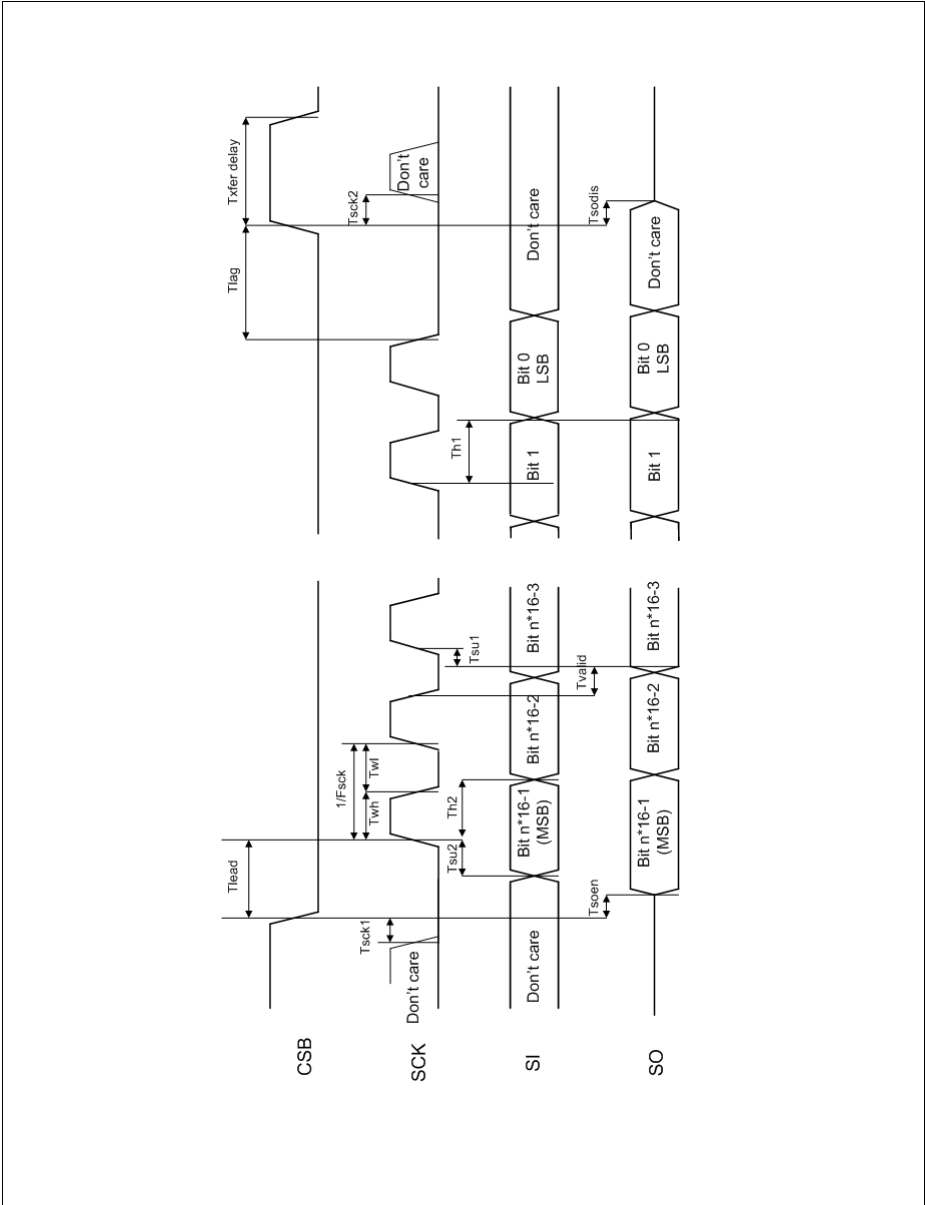 Tlead
Tlag
Txfer delay
CSB
1/Fsck
Twh
Twl
Tsck1
Tsck2
SCK
Don't care
Don't
care
Tsu2
Th2
Tsu1
Th1
SI
Don't care
Bit n*16-1
(MSB)
Bit n*16-2
Bit n*16-3
Bit 1
Bit 0
LSB
Don't care
Tsoen
Tvalid
Tsodis
SO
Bit n*16-1
(MSB)
Bit n*16-2
Bit n*16-3
Bit 1
Bit 0
LSB
Don't care